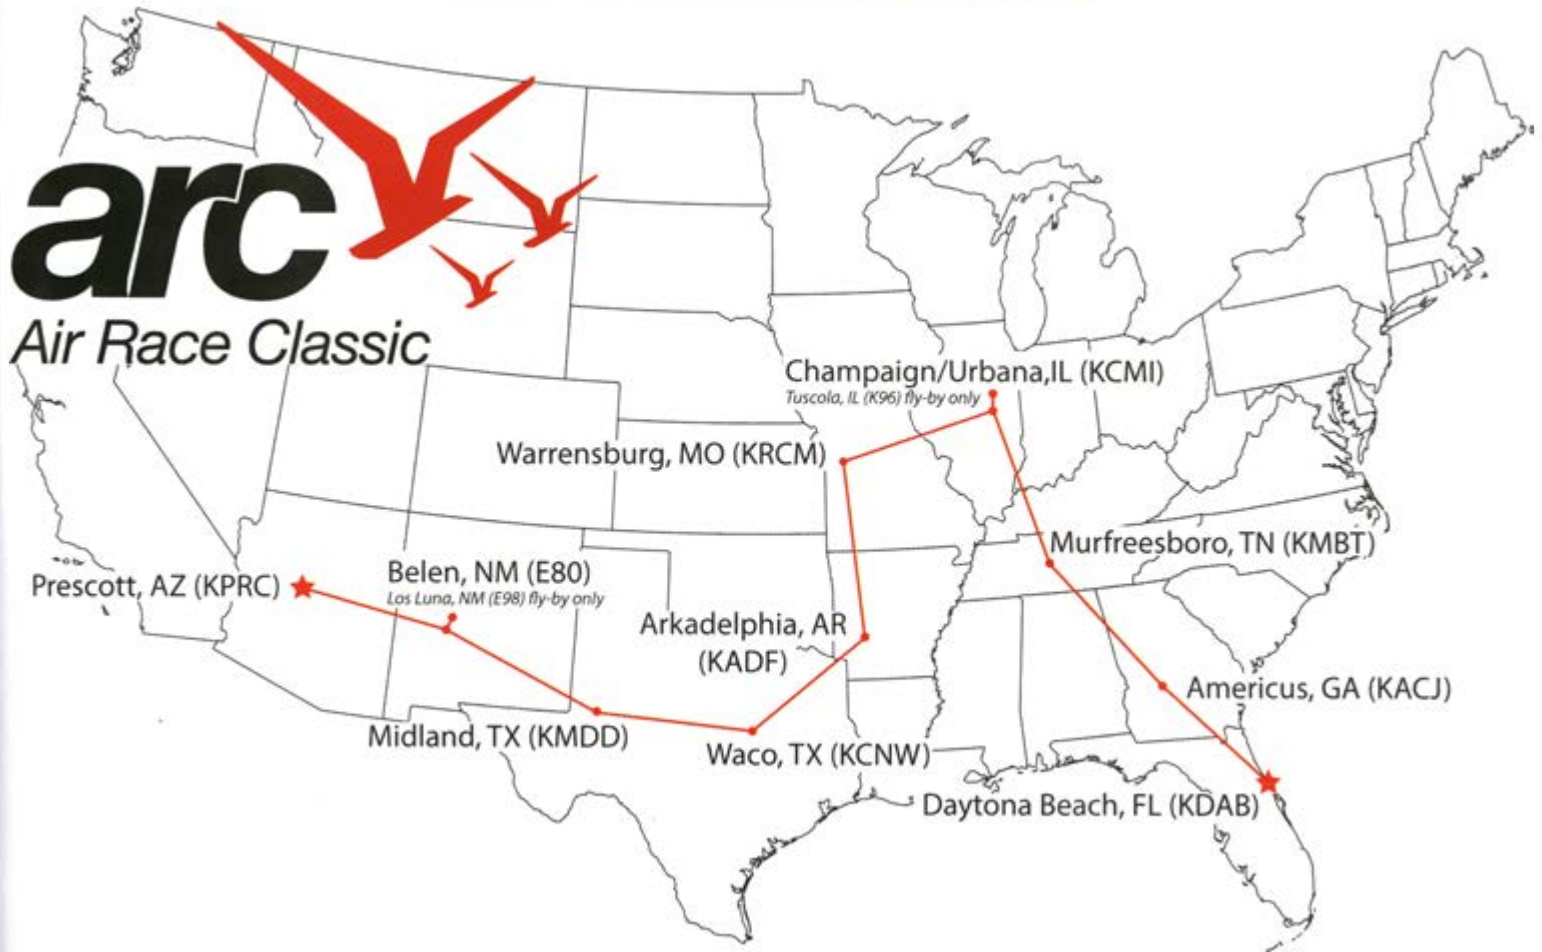 arc
Air Race Classic
Champaign/Urbana,IL (KCMI)
Tuscola, IL (K96) fly-by only
Warrensburg, MO (KRCM)
Murfreesboro, TN (KMBT)
Prescott, AZ (KPRC)
Belen, NM (E80)
Los Luna, NM (E98) fly-by only
Arkadelphia, AR
(KADF)
Americus, GA (KACJ)
Midland, TX (KMDD)
Waco, TX (KCNW)
Daytona Beach, FL (KDAB)